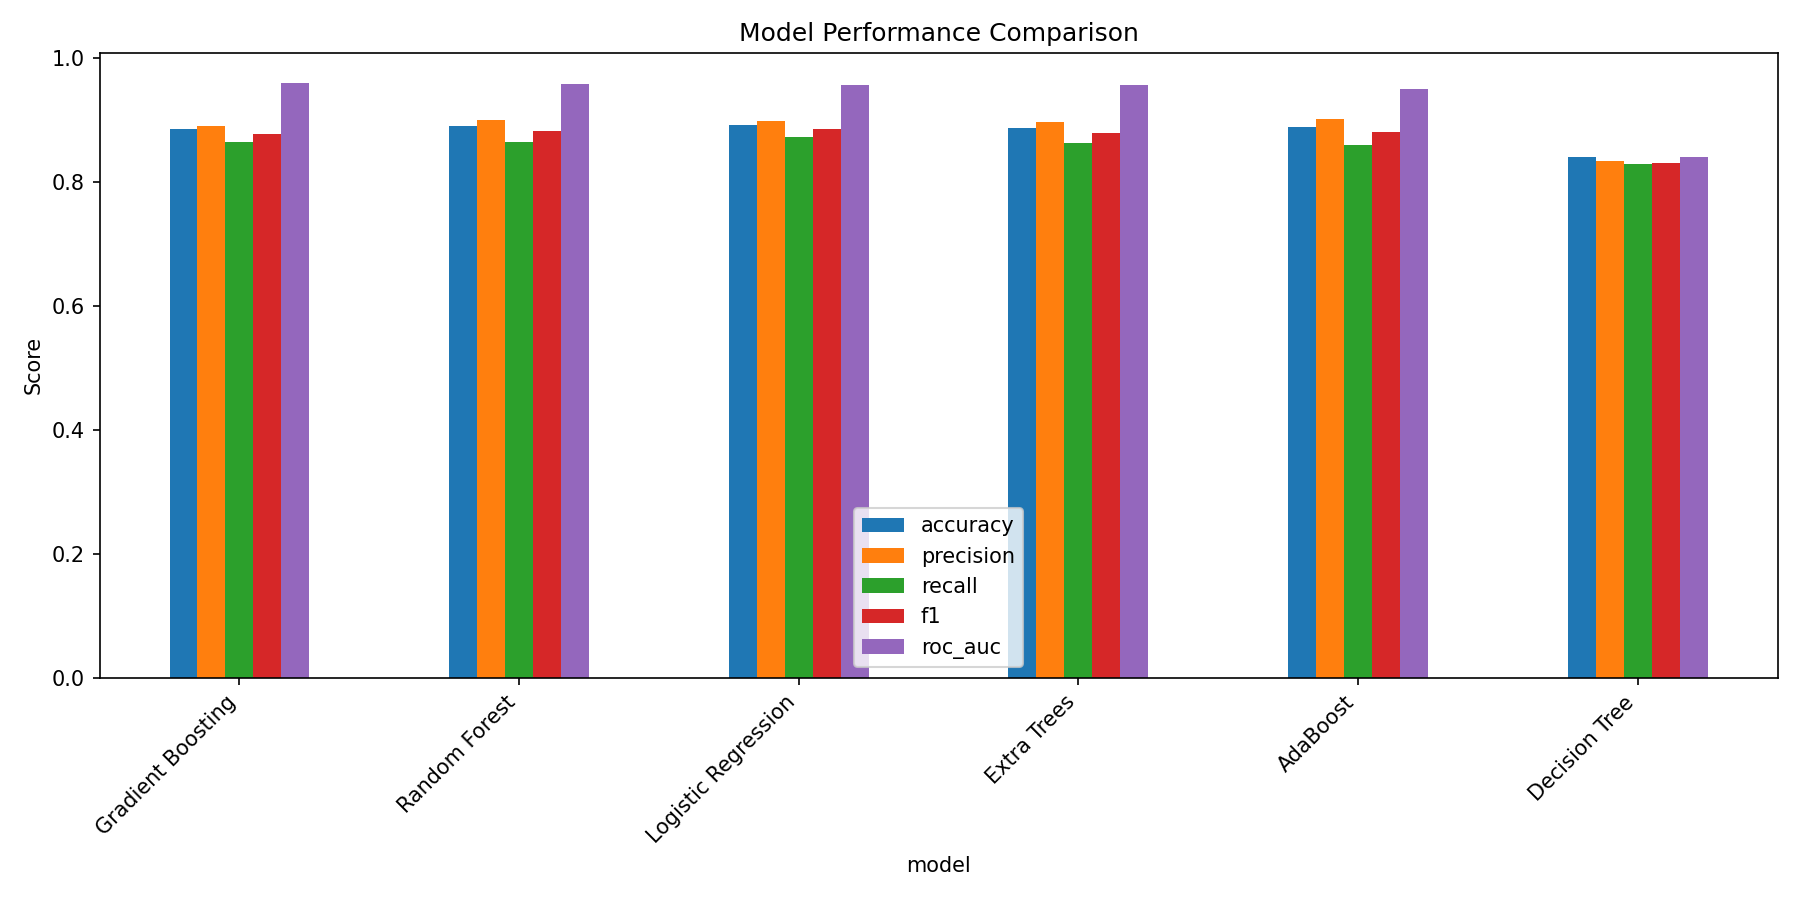 Model Performance Comparison
1.0
0.8
0.6
0.4
0.2
0.0
Score
accuracy
precision
recall
f1
roc_auc
Gradient Boosting
Random Forest
Logistic Regression
Extra Trees
AdaBoost
Decision Tree
model